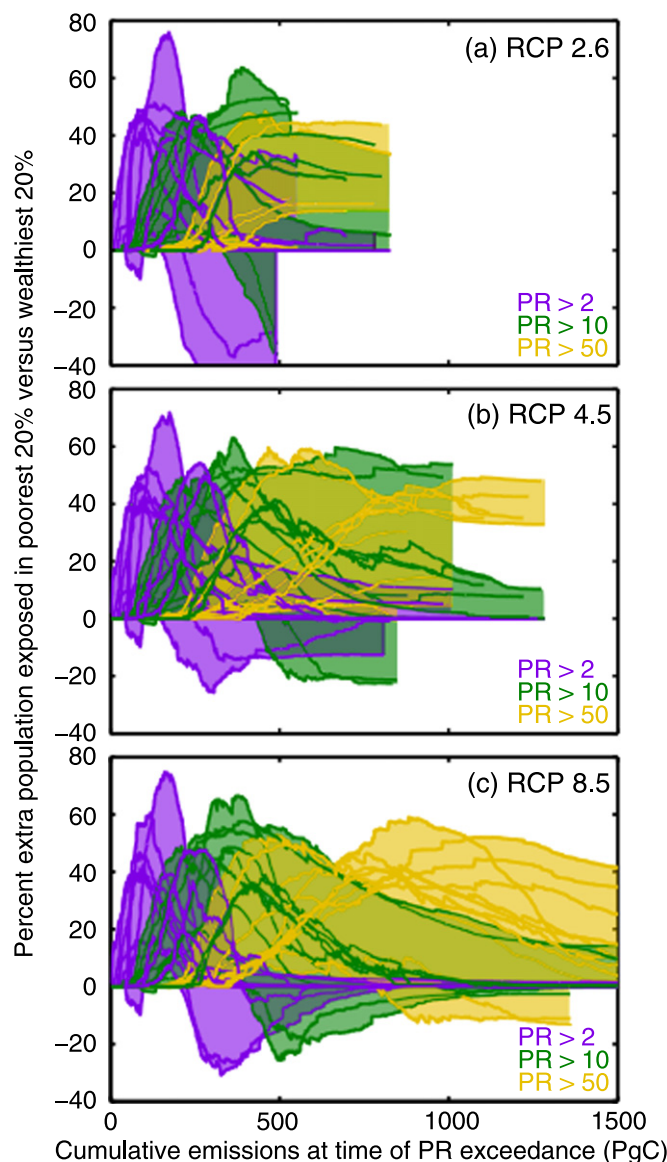 Percent extra population exposed in poorest 20% versus wealthiest 20%
80
(a) RCP 2.6
60
40
20
0
−20
−40
PR > 2
PR > 10
PR > 50
80
(b) RCP 4.5
60
40
20
0
−20
−40
PR > 2
PR > 10
PR > 50
80
(c) RCP 8.5
60
40
20
0
−20
−40
PR > 2
PR > 10
PR > 50
0 500 1000 1500
Cumulative emissions at time of PR exceedance (PgC)